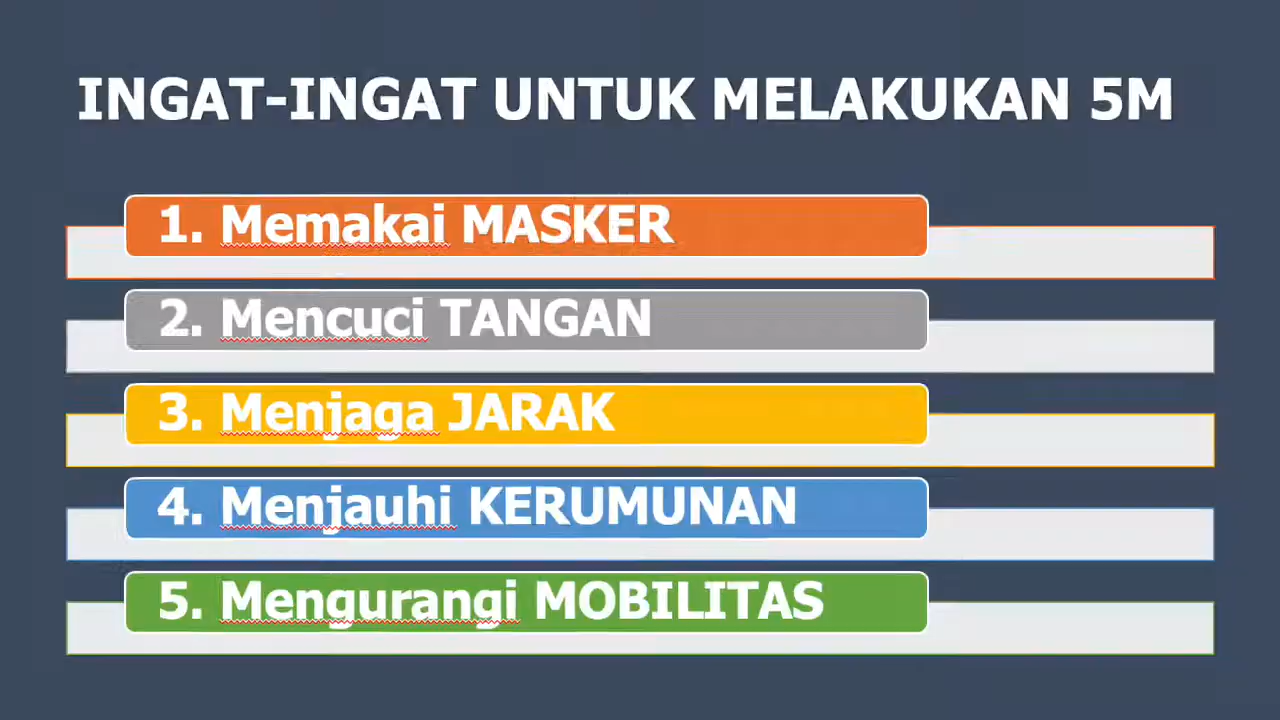 INGAT-INGAT UNTUK MELAKUKAN 5M
1. Memakai MASKER
2. Mencuci TANGAN
3. Menjaga JARAK
4. Menjauhi KERUMUNAN
5. Mengurangi MOBILITAS